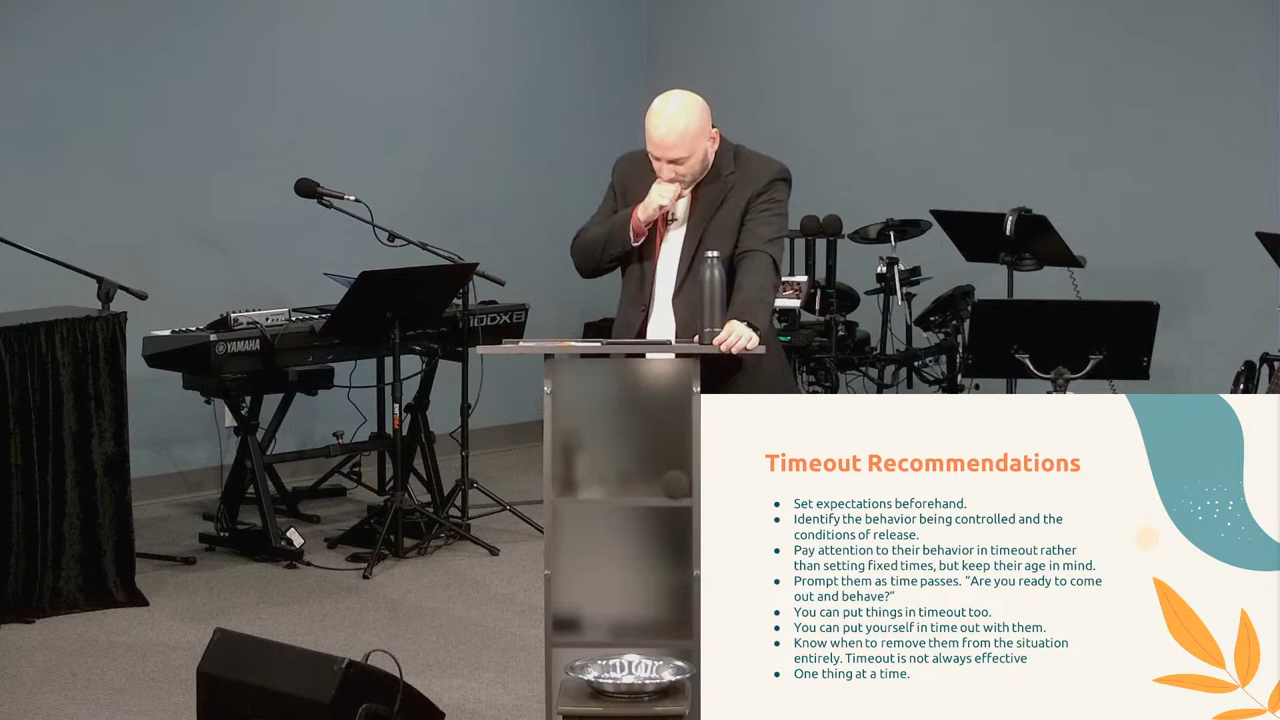 YAMAHA
Timeout Recommendations
● Set expectations beforehand.
● Identify the behavior being controlled and the
conditions of release.
● Pay attention to their behavior in timeout rather
than setting fixed times, but keep their age in mind.
● Prompt them as time passes. “Are you ready to come
out and behave?”
● You can put things in timeout too.
● You can put yourself in time out with them.
● Know when to remove them from the situation
entirely. Timeout is not always effective
● One thing at a time.